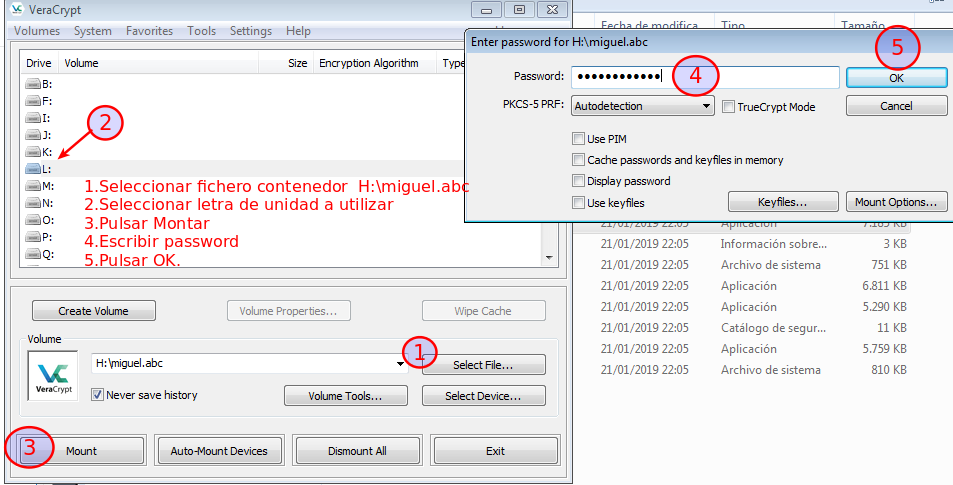 VeraCrypt
Volumes System Favorites Tools Settings Help
Drive Volume Size Encryption Algorithm Type
B:
F:
I:
J:
K:
L:
M:
N:
O:
P:
Q:
2
1.Seleccionar fichero contenedor H:\miguel.abc
2.Seleccionar letra de unidad a utilizar
3.Pulsar Montar
4.Escribir password
5.Pulsar OK.
Create Volume Volume Properties... Wipe Cache
Volume
VeraCrypt
H:\miguel.abc
1
Select File...
Never save history
Volume Tools... Select Device...
3
Mount Auto-Mount Devices Dismount All Exit
Fecha de modifica Tipo Tamaño
Enter password for H:\miguel.abc
5
Password: ●●●●●●●●●●●●
4
OK
PKCS-5 PRF: Autodetection TrueCrypt Mode Cancel
Use PIM
Cache passwords and keyfiles in memory
Display password
Use keyfiles Keyfiles... Mount Options...
21/01/2019 22:05 Aplicación 7.185 KB
21/01/2019 22:05 Información sobre... 3 KB
21/01/2019 22:05 Archivo de sistema 751 KB
21/01/2019 22:05 Aplicación 6.811 KB
21/01/2019 22:05 Aplicación 5.290 KB
21/01/2019 22:05 Catálogo de segur... 11 KB
21/01/2019 22:05 Aplicación 5.759 KB
21/01/2019 22:05 Archivo de sistema 810 KB